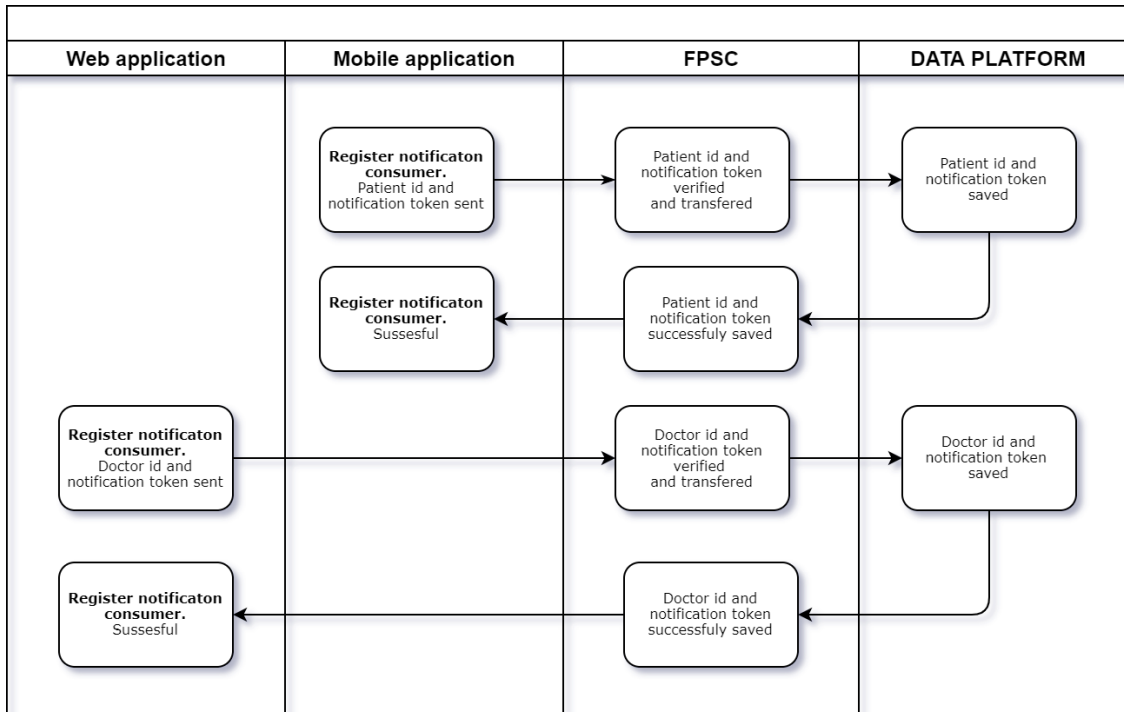 Web application
Mobile application
FPSC
DATA PLATFORM
Register notificaton
consumer.
Patient id and
notification token sent
Patient id and
notification token
verified
and transfered
Patient id and
notification token
saved
Register notificaton
consumer.
Sussesful
Patient id and
notification token
successfuly saved
Register notificaton
consumer.
Doctor id and
notification token sent
Doctor id and
notification token
verified
and transfered
Doctor id and
notification token
saved
Register notificaton
consumer.
Sussesful
Doctor id and
notification token
successfuly saved